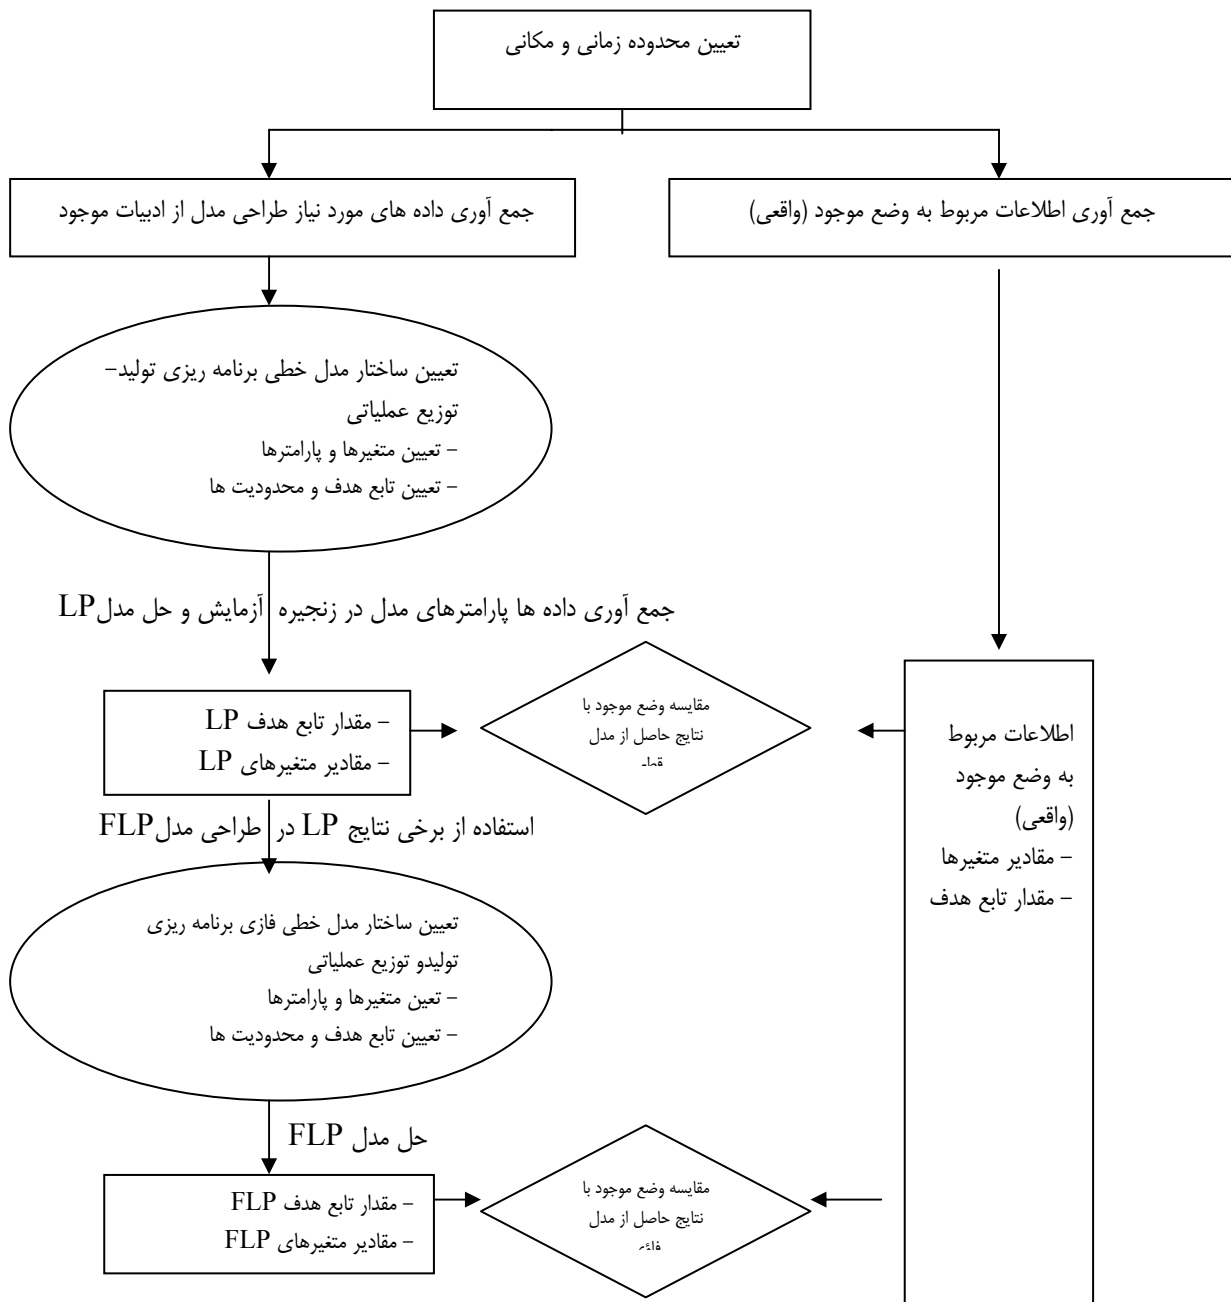 تعیین محدوده زمانی و مکانی
جمع آوری اطلاعات مربوط به وضع موجود (واقعی)
جمع آوری داده های مورد نیاز طراحی مدل از ادبیات موجود
تعیین ساختار مدل خطی برنامه ریزی تولید-
توزیع عملیاتی
- تعیین متغیرها و پارامترها
- تعیین تابع هدف و محدودیت ها
جمع آوری داده ها پارامترهای مدل در زنجیره آزمایش و حل مدل LP
- مقدار تابع هدف LP
- مقادیر متغیرهای LP
مقایسه وضع موجود با
نتایج حاصل از مدل
اطلاعات مربوط
به وضع موجود
(واقعی)
- مقادیر متغیرها
- مقدار تابع هدف
استفاده از برخی نتایج LP در طراحی مدل FLP
تعیین ساختار مدل خطی فازی برنامه ریزی
تولیدو توزیع عملیاتی
- تعین متغیرها و پارامترها
- تعیین تابع هدف و محدودیت ها
حل مدل FLP
- مقدار تابع هدف FLP
- مقادیر متغیرهای FLP
مقایسه وضع موجود با
نتایج حاصل از مدل